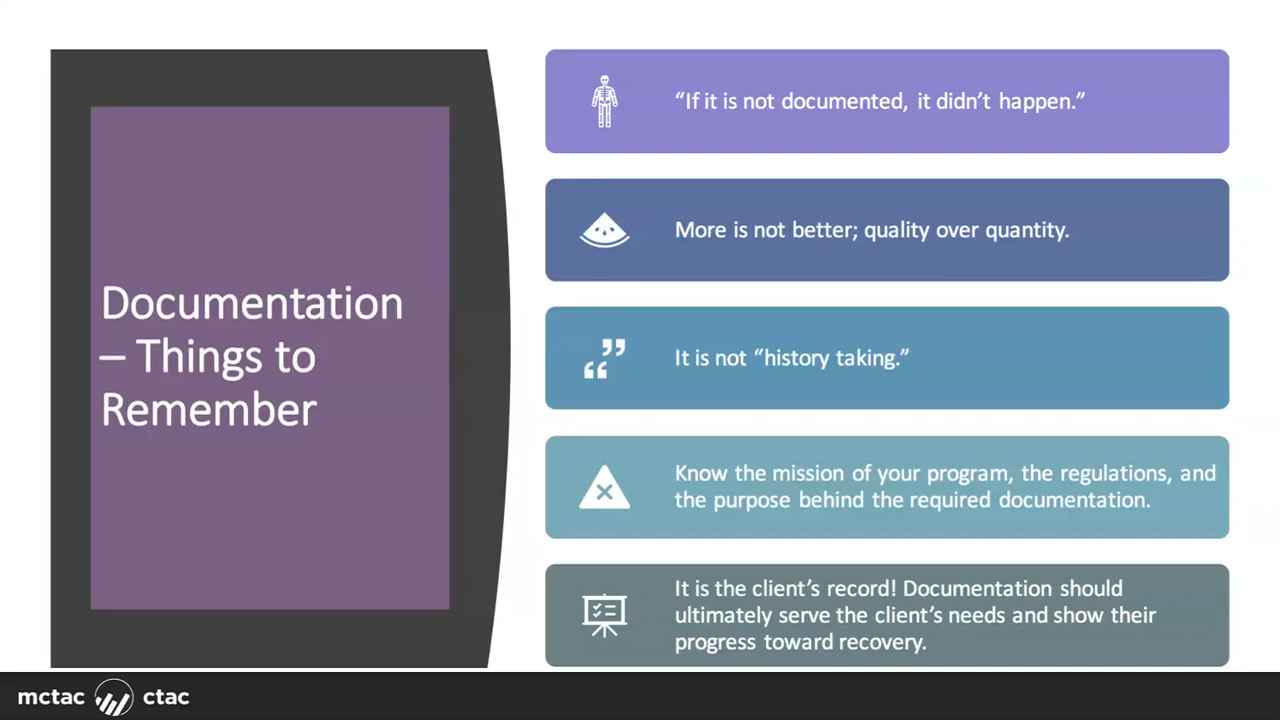 Documentation
– Things to
Remember
“If it is not documented, it didn’t happen.”
More is not better; quality over quantity.
It is not “history taking.”
Know the mission of your program, the regulations, and
the purpose behind the required documentation.
It is the client’s record! Documentation should
ultimately serve the client’s needs and show their
progress toward recovery.
mctac ctac